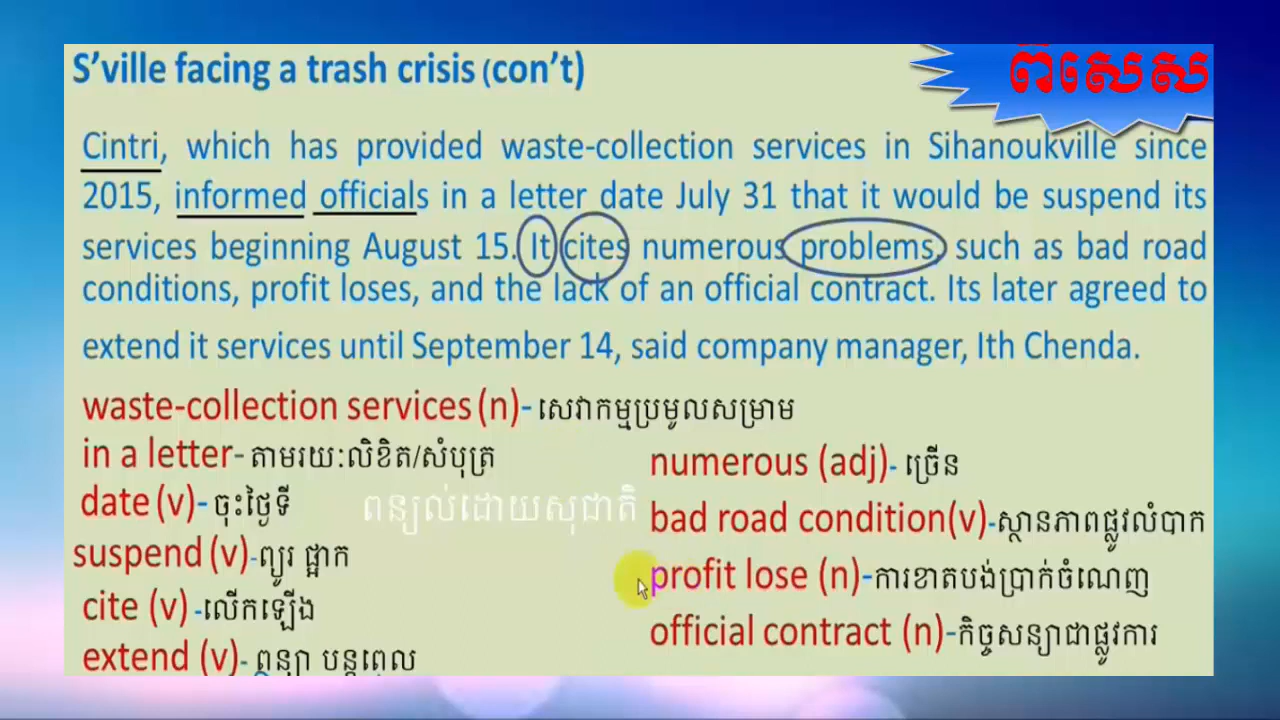 S'ville facing a trash crisis (con't)
ពិសេស
Cintri, which has provided waste-collection services in Sihanoukville since
2015, informed officials in a letter date July 31 that it would be suspend its
services beginning August 15. It cites numerous problems, such as bad road
conditions, profit loses, and the lack of an official contract. Its later agreed to
extend it services until September 14, said company manager, Ith Chenda.
waste-collection services (n)- សេវាកម្មប្រមូលសម្រាម
in a letter- តាមរយៈលិខិត/សំបុត្រ
date (v)- ចុះថ្ងៃទី
suspend (v)-ព្យួរ ផ្អាក
cite (v) -លើកឡើង
extend (v)- ពន្យា បន្តពេល
ពន្យល់ដោយសុជាតិ
numerous (adj)- ច្រើន
bad road condition(v)-ស្ថានភាពផ្លូវលំបាក
profit lose (n)-ការខាតបង់ប្រាក់ចំណេញ
official contract (n)-កិច្ចសន្យាជាផ្លូវការ